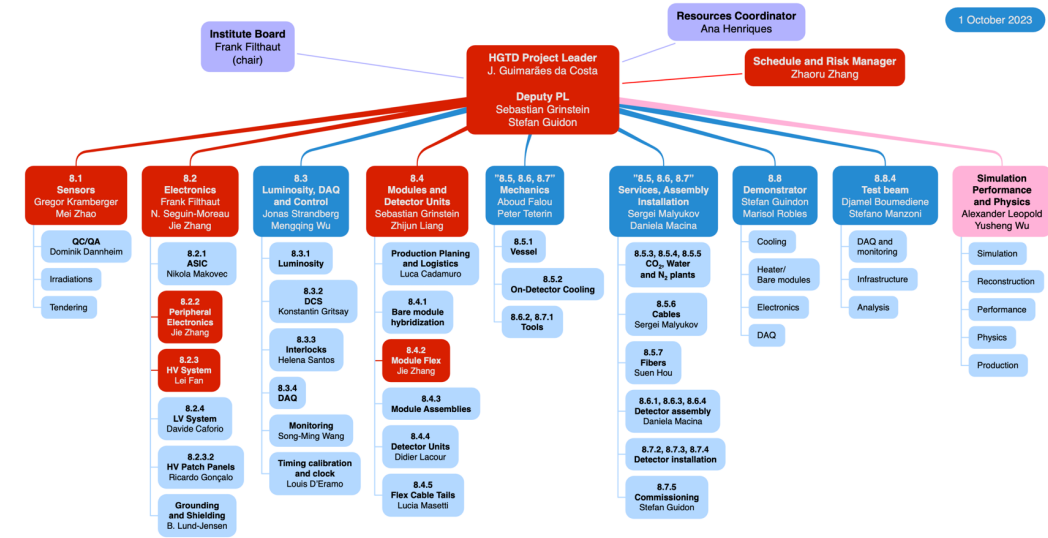 1 October 2023
Institute Board
Frank Filthaut
(chair)
Resources Coordinator
Ana Henriques
HGTD Project Leader
J. Guimarães da Costa
Deputy PL
Sebastian Grinstein
Stefan Guidon
Schedule and Risk Manager
Zhaoru Zhang
8.1
Sensors
Gregor Kramberger
Mei Zhao
QC/QA
Dominik Dannheim
Irradiations
Tendering
8.2
Electronics
Frank Filthaut
N. Seguin-Moreau
Jie Zhang
8.2.1
ASIC
Nikola Makovec
8.2.2
Peripheral
Electronics
Jie Zhang
8.2.3
HV System
Lei Fan
8.2.4
LV System
Davide Caforio
8.2.3.2
HV Patch Panels
Ricardo Gonçalo
Grounding
and Shielding
B. Lund-Jensen
8.3
Luminosity, DAQ
and Control
Jonas Strandberg
Mengqing Wu
8.3.1
Luminosity
8.3.2
DCS
Konstantin Gritsay
8.3.3
Interlocks
Helena Santos
8.3.4
DAQ
Monitoring
Song-Ming Wang
Timing calibration
and clock
Louis D'Eramo
8.4
Modules and
Detector Units
Sebastian Grinstein
Zhijun Liang
Production Planing
and Logistics
Luca Cadamuro
8.4.1
Bare module
hybridization
8.4.2
Module Flex
Jie Zhang
8.4.3
Module Assemblies
8.4.4
Detector Units
Didier Lacour
8.4.5
Flex Cable Tails
Lucia Masetti
"8.5, 8.6, 8.7"
Mechanics
Aboud Falou
Peter Teterin
8.5.1
Vessel
8.5.2
On-Detector Cooling
8.6.2, 8.7.1
Tools
"8.5, 8.6, 8.7"
Services, Assembly
Installation
Sergei Malyukov
Daniela Macina
8.5.3, 8.5.4, 8.5.5
CO₂, Water
and N₂ plants
8.5.6
Cables
Sergei Malyukov
8.5.7
Fibers
Suen Hou
8.6.1, 8.6.3, 8.6.4
Detector assembly
Daniela Macina
8.7.2, 8.7.3, 8.7.4
Detector installation
8.7.5
Commissioning
Stefan Guidon
8.8
Demonstrator
Stefan Guindon
Marisol Robles
Cooling
Heater/
Bare modules
Electronics
DAQ
8.8.4
Test beam
Djamel Boumediene
Stefano Manzoni
DAQ and
monitoring
Infrastructure
Analysis
Simulation
Performance
and Physics
Alexander Leopold
Yusheng Wu
Simulation
Reconstruction
Performance
Physics
Production